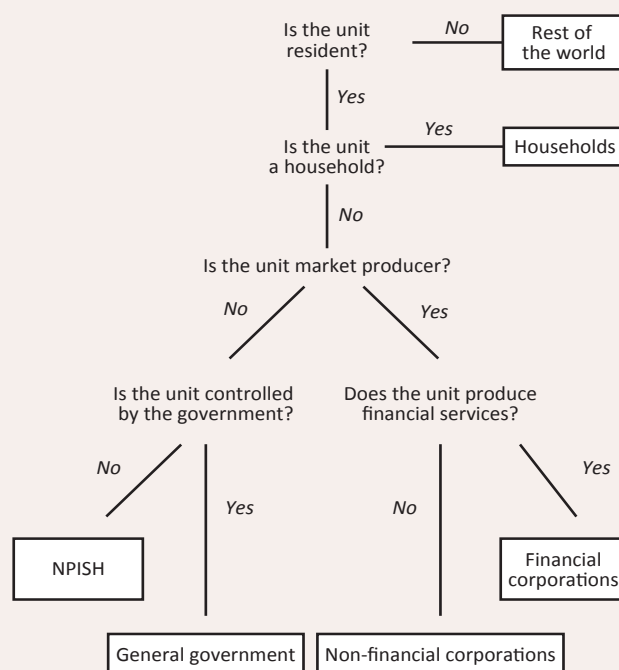 Is the unit
resident?
No
Rest of
the world
Yes
Is the unit
a household?
Yes
Households
No
Is the unit market producer?
No
Yes
Is the unit controlled
by the government?
Does the unit produce
financial services?
No
Yes
No
Yes
NPISH
Financial
corporations
General government
Non-financial corporations